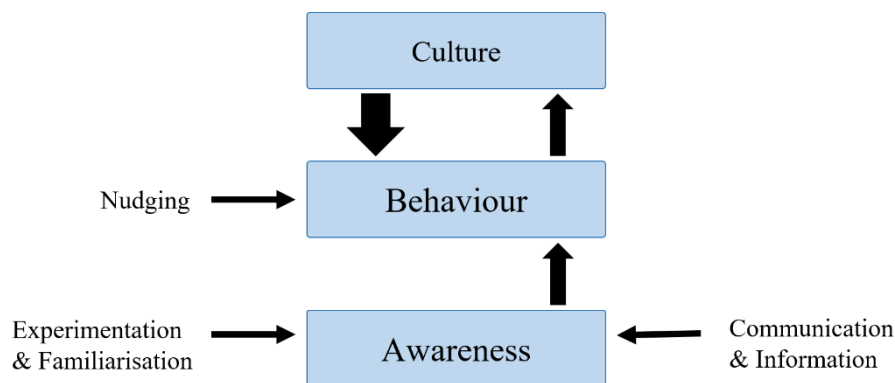 Culture
Nudging
Behaviour
Experimentation
& Familiarisation
Awareness
Communication
& Information